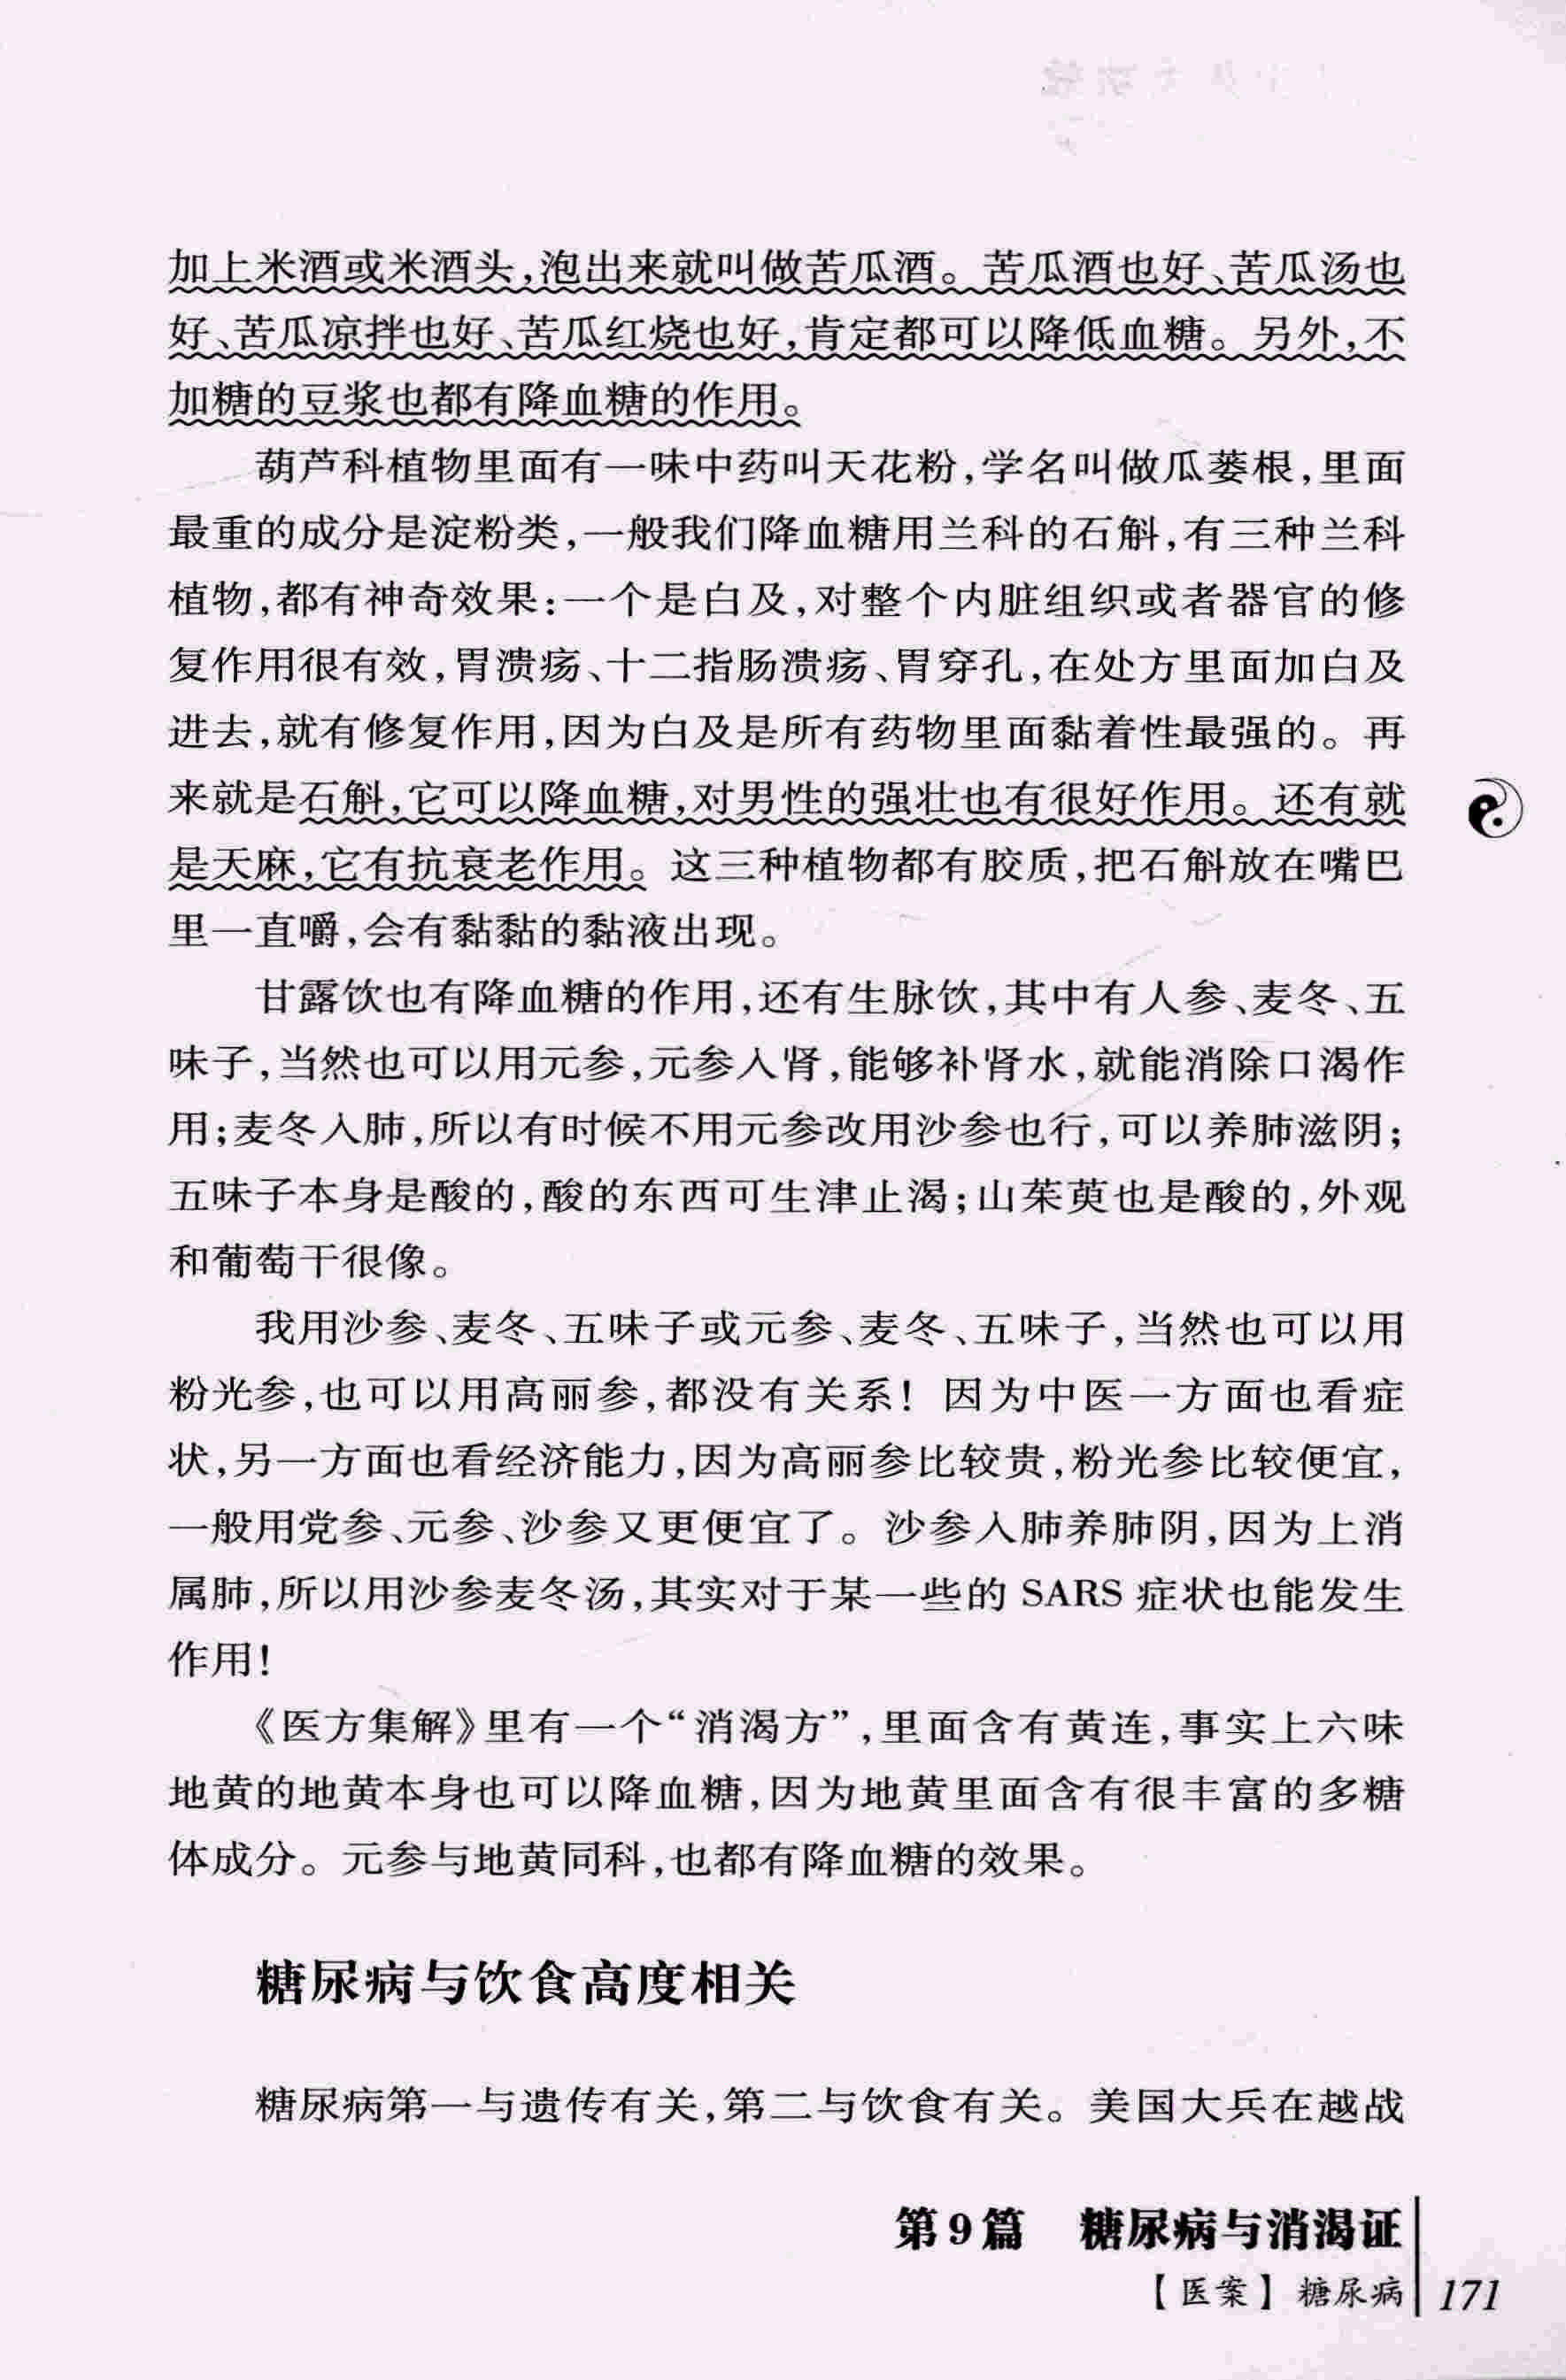 加上米酒或米酒头,泡出来就叫做苦瓜酒。苦瓜酒也好、苦瓜汤也
好、苦瓜凉拌也好、苦瓜红烧也好,肯定都可以降低血糖。另外,不
加糖的豆浆也都有降血糖的作用。
葫芦科植物里面有一味中药叫天花粉,学名叫做瓜蒌根,里面
最重的成分是淀粉类,一般我们降血糖用兰科的石斛,有三种兰科
植物,都有神奇效果:一个是白及,对整个内脏组织或者器官的修
复作用很有效,胃溃疡、十二指肠溃疡、胃穿孔,在处方里面加白及
进去,就有修复作用,因为白及是所有药物里面黏着性最强的。再
来就是石斛,它可以降血糖,对男性的强壮也有很好作用。还有就
是天麻,它有抗衰老作用。这三种植物都有胶质,把石斛放在嘴巴
里一直嚼,会有黏黏的黏液出现。
甘露饮也有降血糖的作用,还有生脉饮,其中有人参、麦冬、五
味子,当然也可以用元参,元参入肾,能够补肾水,就能消除口渴作
用;麦冬入肺,所以有时候不用元参改用沙参也行,可以养肺滋阴;
五味子本身是酸的,酸的东西可生津止渴;山茱萸也是酸的,外观
和葡萄干很像。
我用沙参、麦冬、五味子或元参、麦冬、五味子,当然也可以用
粉光参,也可以用高丽参,都没有关系!因为中医一方面也看症
状,另一方面也看经济能力,因为高丽参比较贵,粉光参比较便宜,
一般用党参、元参、沙参又更便宜了。沙参入肺养肺阴,因为上消
属肺,所以用沙参麦冬汤,其实对于某一些的 SARS 症状也能发生
作用!
《医方集解》里有一个“消渴方”,里面含有黄连,事实上六味
地黄的地黄本身也可以降血糖,因为地黄里面含有很丰富的多糖
体成分。元参与地黄同科,也都有降血糖的效果。
糖尿病与饮食高度相关
糖尿病第一与遗传有关,第二与饮食有关。美国大兵在越战
第9篇 糖尿病与消渴证
【医案】糖尿病 171